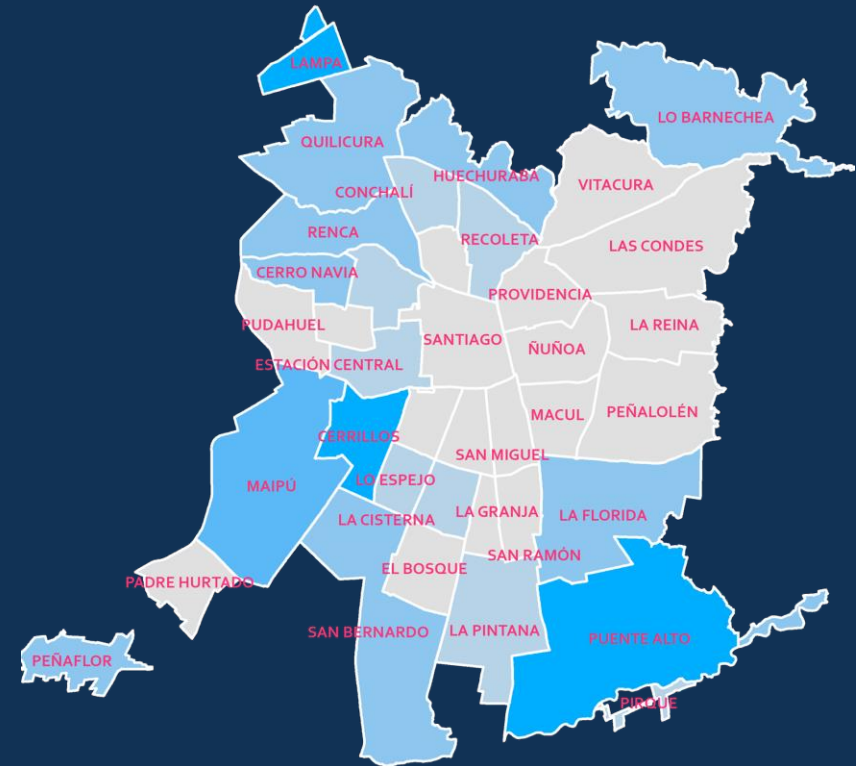 LAMPA
LO BARNECHEA
QUILICURA
HUECHURABA
VITACURA
CONCHALÍ
RENCA
RECOLETA
LAS CONDES
CERRO NAVIA
PROVIDENCIA
PUDAHUEL
LA REINA
SANTIAGO
ÑUÑOA
ESTACIÓN CENTRAL
PEÑALOLÉN
MACUL
CERRILLOS
SAN MIGUEL
LO ESPEJO
MAIPÚ
LA GRANJA
LA FLORIDA
LA CISTERNA
SAN RAMÓN
EL BOSQUE
PADRE HURTADO
SAN BERNARDO
LA PINTANA
PUENTE ALTO
PEÑAFLOR
PIRQUE